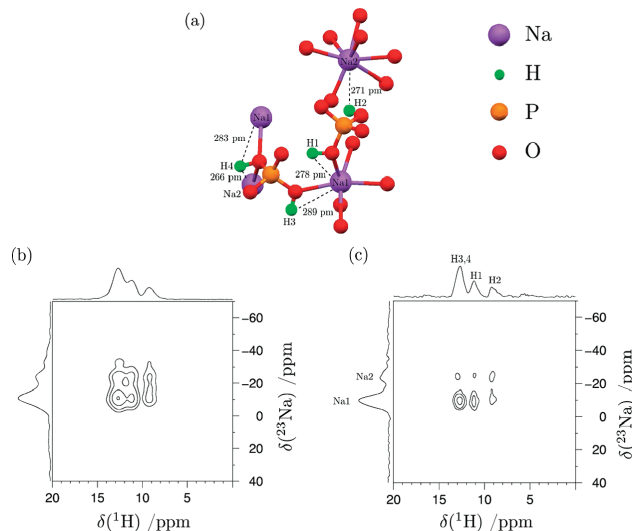 (a)
Na2
271 pm
H2
Na1
283 pm
H1
H4
266 pm
278 pm
Na1
Na2
289 pm
H3
Na
H
P
O
(b)
−60
−40
−20
0
20
40
δ(²³Na) /ppm
20 15 10 5
δ(¹H) /ppm
(c)
H3,4
H1
H2
Na2
Na1
−60
−40
−20
0
20
40
δ(²³Na) /ppm
20 15 10 5
δ(¹H) /ppm